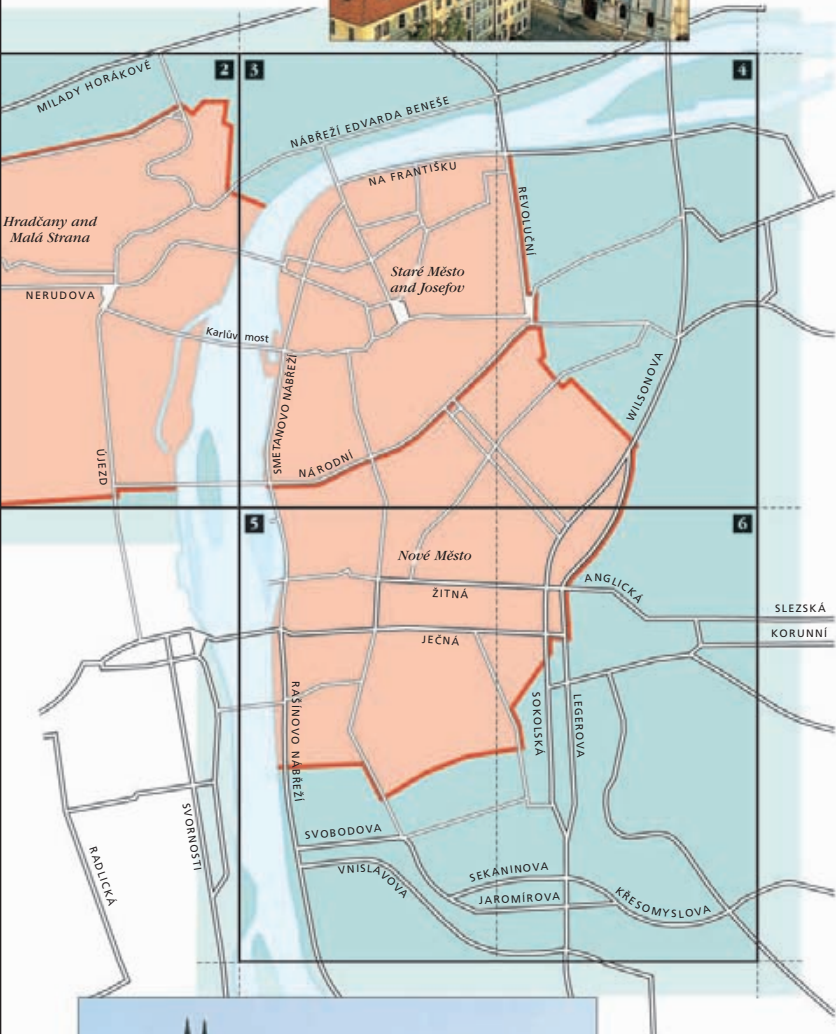 2
3
4
MILADY HORÁKOVÉ
NÁBŘEŽÍ EDVARDA BENEŠE
NA FRANTIŠKU
REVOLUČNÍ
Hradčany and
Malá Strana
Staré Město
and Josefov
NERUDOVA
Karlův most
SMETANOVO NÁBŘEŽÍ
WILSONOVA
ÚJEZD
NÁRODNÍ
5
6
Nové Město
ŽITNÁ
ANGLICKÁ
SLEZSKÁ
JEČNÁ
KORUNNÍ
RAŠÍNOVO NÁBŘEŽÍ
SOKOLSKÁ
LEGEROVA
SVORNOSTI
RADLICKÁ
SVOBODOVA
VNISLAVOVA
SEKANINOVA
JAROMÍROVA
KŘESOMYSLOVA